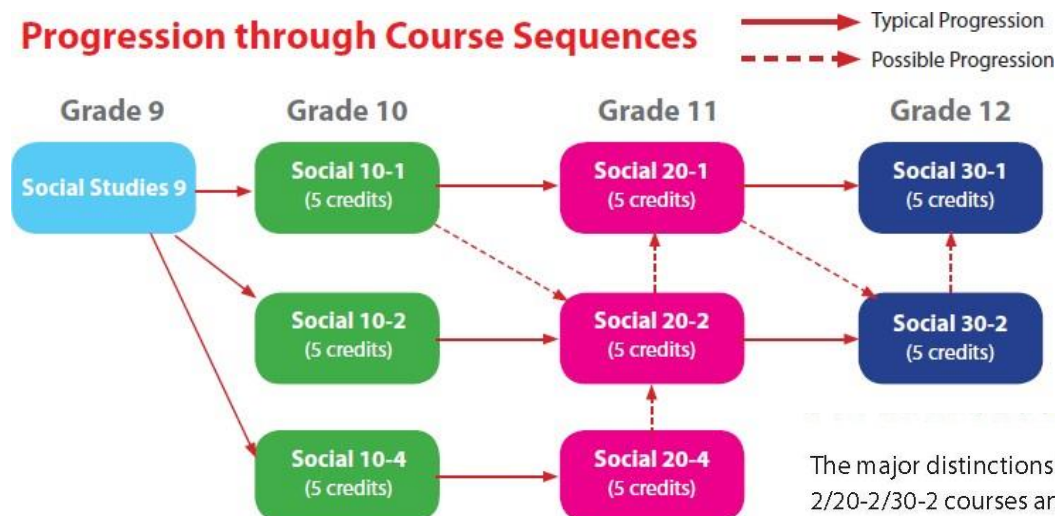 Progression through Course Sequences
Typical Progression
Possible Progression
Grade 9
Grade 10
Grade 11
Grade 12
Social Studies 9
Social 10-1
(5 credits)
Social 20-1
(5 credits)
Social 30-1
(5 credits)
Social 10-2
(5 credits)
Social 20-2
(5 credits)
Social 30-2
(5 credits)
Social 10-4
(5 credits)
Social 20-4
(5 credits)
The major distinctions
2/20-2/30-2 courses ar